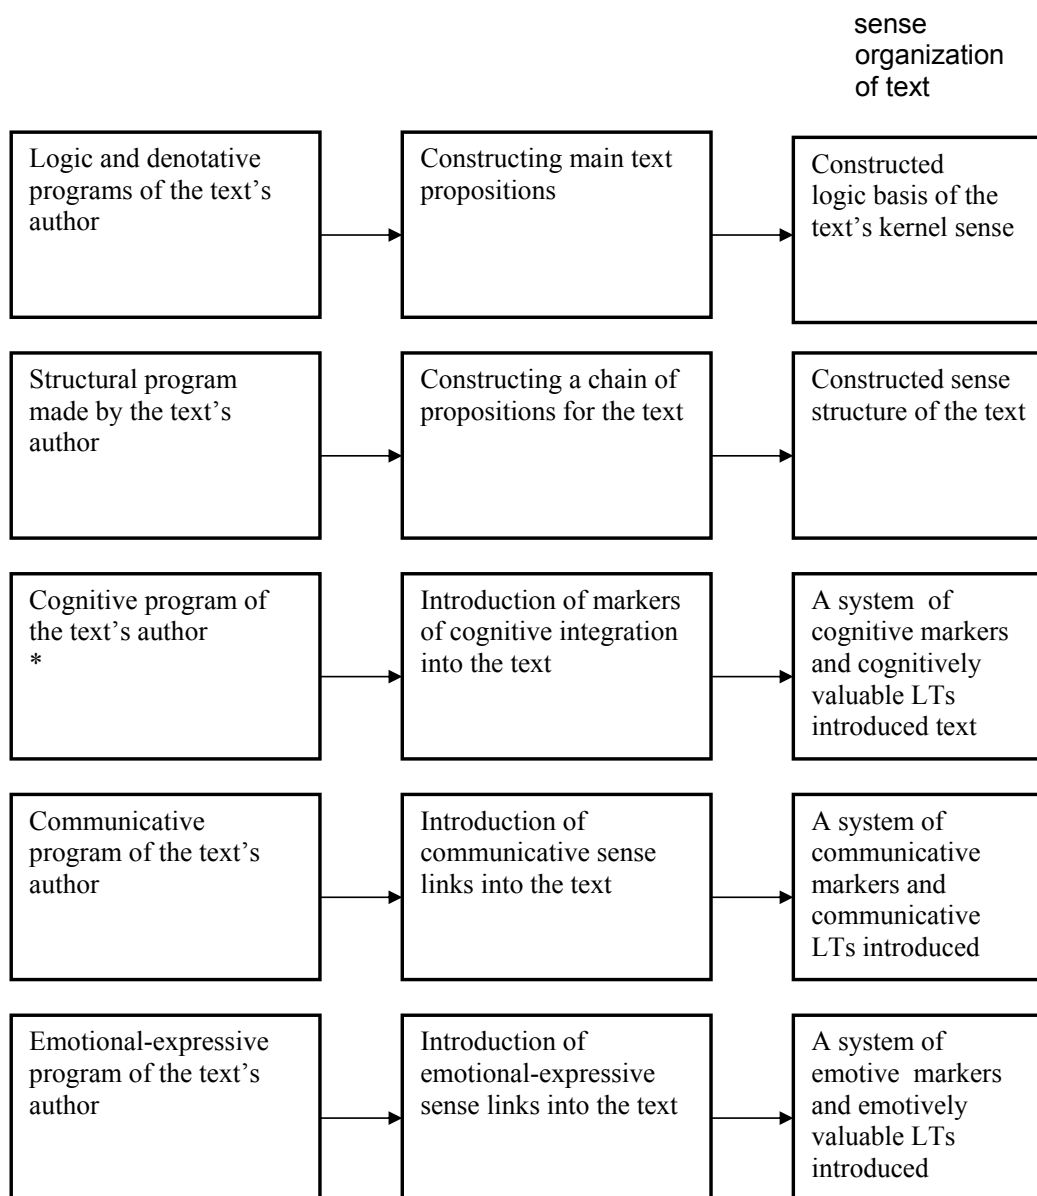 sense
organization
of text
Logic and denotative
programs of the text's
author
Constructing main text
propositions
Constructed
logic basis of the
text's kernel sense
Structural program
made by the text's
author
Constructing a chain of
propositions for the text
Constructed sense
structure of the text
Cognitive program of
the text's author
*
Introduction of markers
of cognitive integration
into the text
A system of
cognitive markers
and cognitively
valuable LTs
introduced text
Communicative
program of the text's
author
Introduction of
communicative sense
links into the text
A system of
communicative
markers and
communicative
LTs introduced
Emotional-expressive
program of the text's
author
Introduction of
emotional-expressive
sense links into the text
A system of
emotive markers
and emotively
valuable LTs
introduced